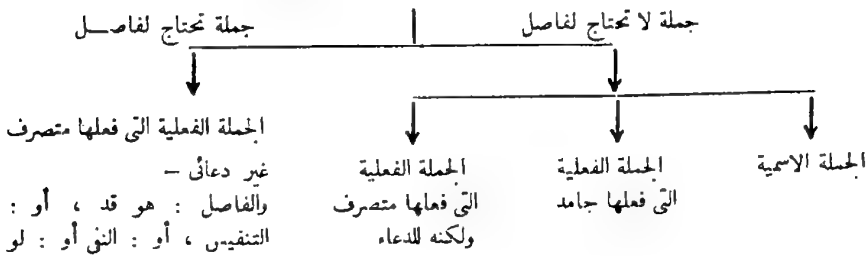 جملة لا تحتاج لفاصل
جملة تحتاج لفاصــل
الجملة الاسمية
الجملة الفعلية
التى فعلها جامد
الجملة الفعلية
التى فعلها متصرف
ولكنه للدعاء
الجملة الفعلية التى فعلها متصرف
غير دعائى –
والفاصل : هو قد ، أو :
التنفيس ، أو : النفى أو : لو